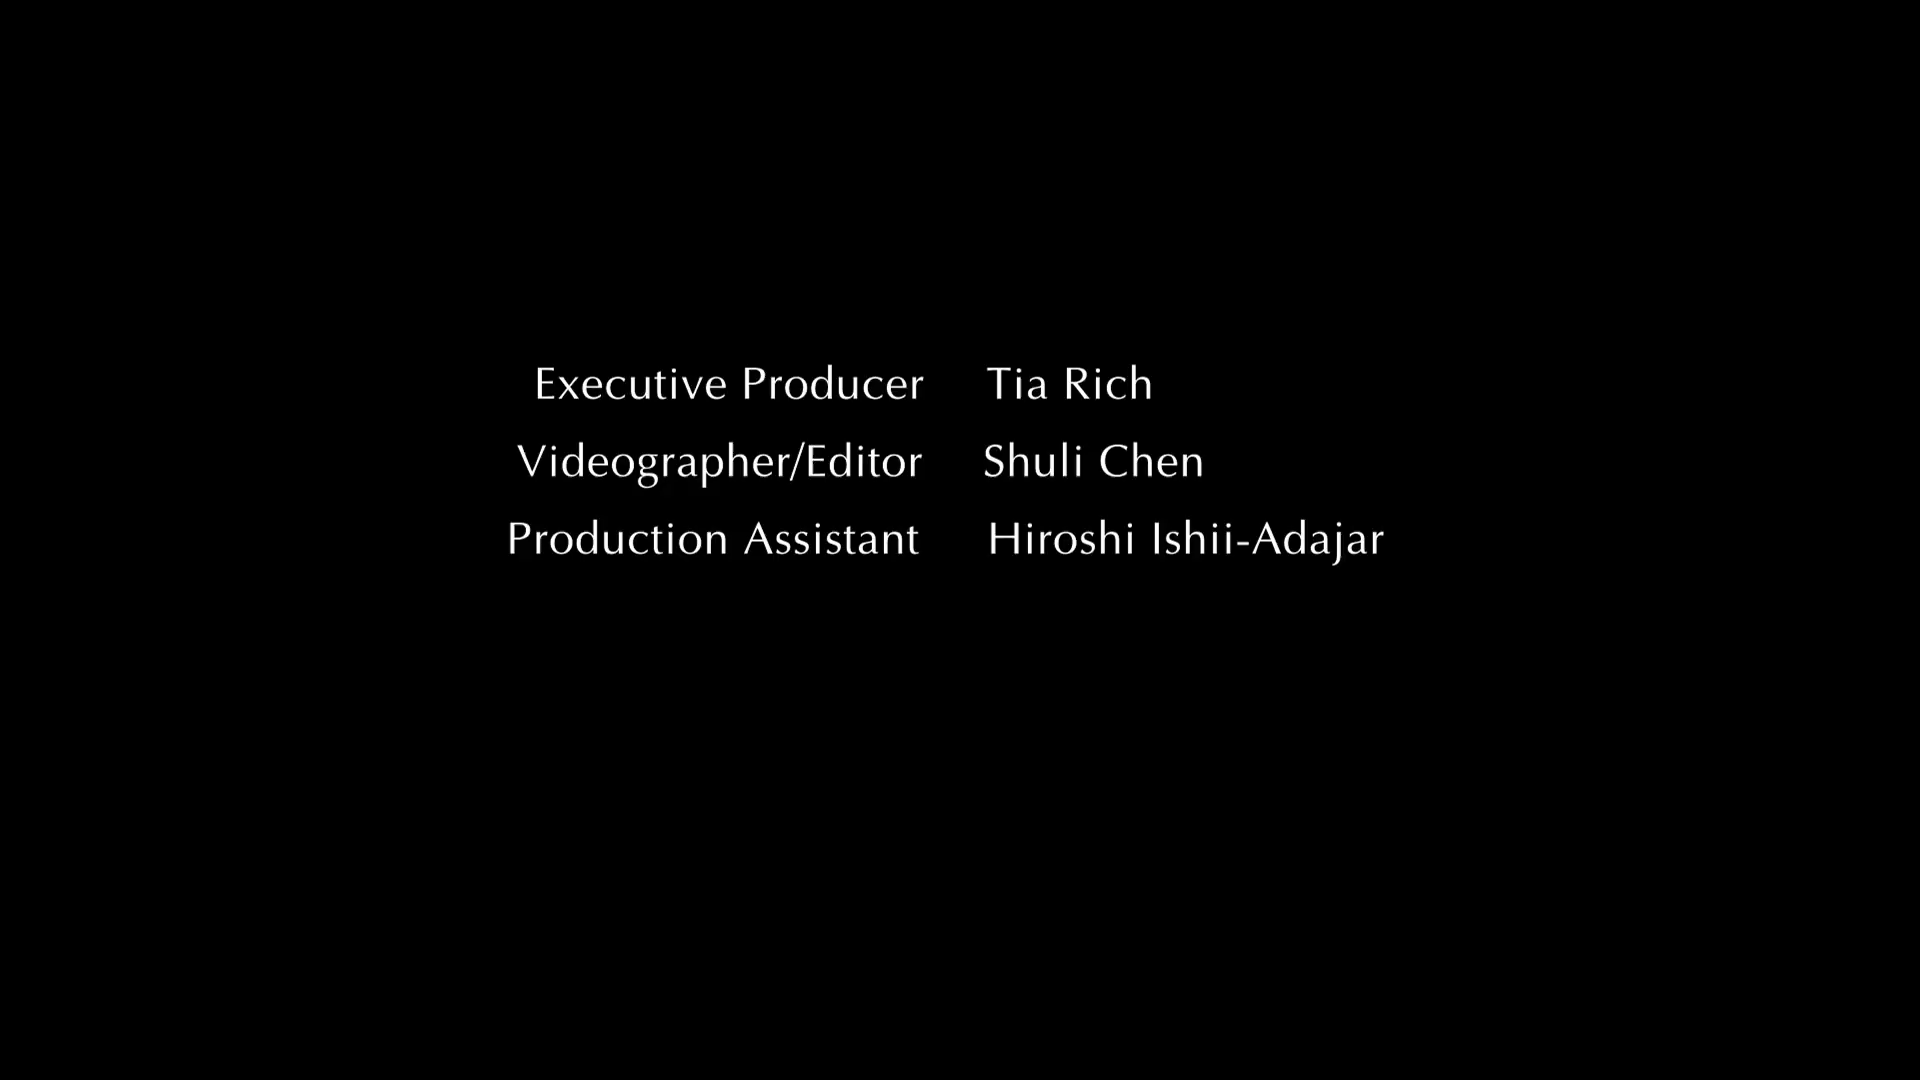 Executive Producer Tia Rich
Videographer/Editor Shuli Chen
Production Assistant Hiroshi Ishii-Adajar